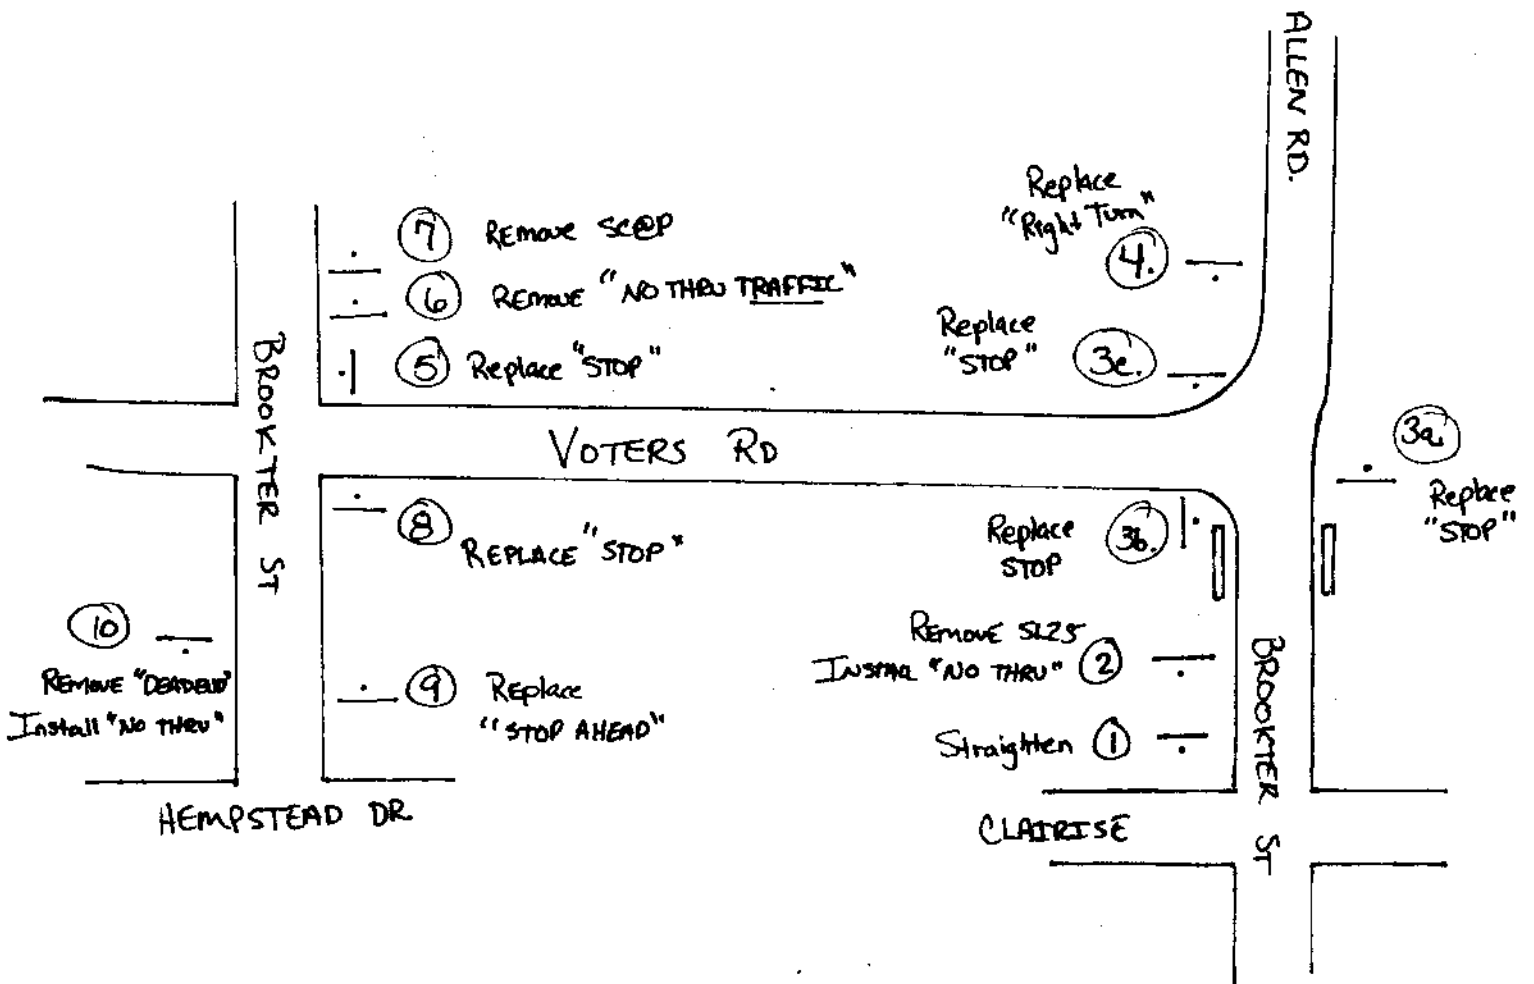 ALLEN RD.
Replace
"Right Turn"
4.
7 REMOVE SC@P
6 REMOVE "NO THRU TRAFFIC"
5 Replace "STOP"
Replace
"STOP"
3c.
BROOKTER ST
VOTERS RD
3a.
Replace
"STOP"
8
REPLACE "STOP"
Replace
STOP
3b.
10
REMOVE "DEADEND"
Install "NO THRU"
9 Replace
"STOP AHEAD"
REMOVE SL25
INSTALL "NO THRU" 2
Straighten 1
BROOKTER ST
HEMPSTEAD DR
CLAIRISE